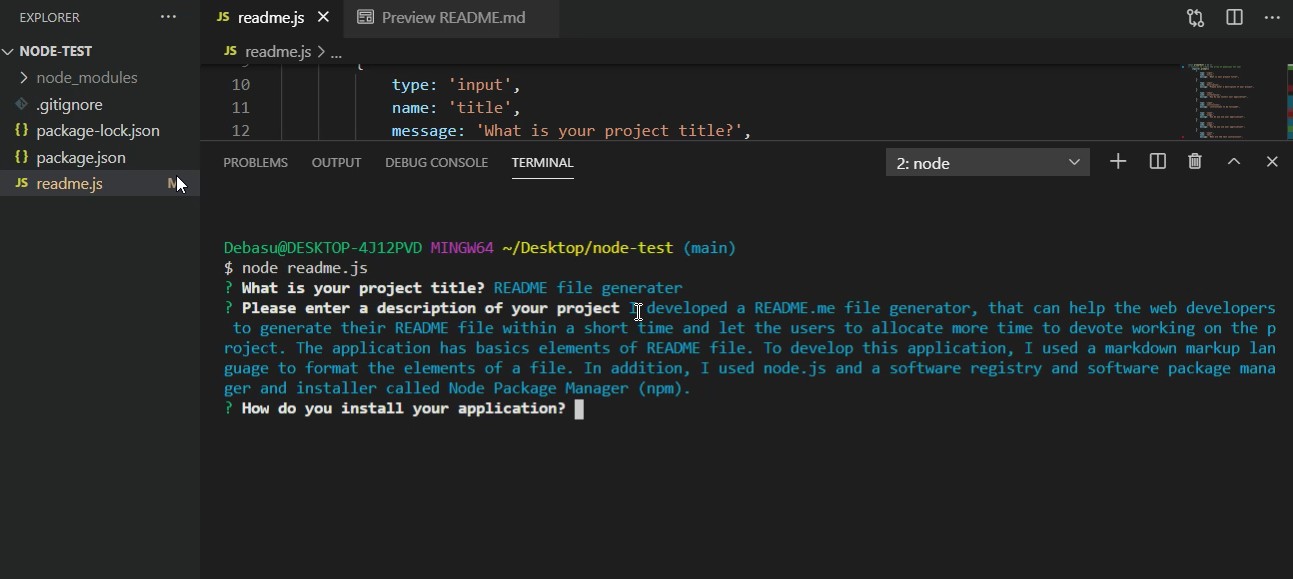 EXPLORER
NODE-TEST
node_modules
.gitignore
{} package-lock.json
{} package.json
JS readme.js M
JS readme.js
Preview README.md
JS readme.js > ...
{
10 type: 'input',
11 name: 'title',
12 message: 'What is your project title?',
PROBLEMS OUTPUT DEBUG CONSOLE TERMINAL
2: node
Debasu@DESKTOP-4J12PVD MINGW64 ~/Desktop/node-test (main)
$ node readme.js
? What is your project title? README file generater
? Please enter a description of your project I developed a README.me file generator, that can help the web developers
to generate their README file within a short time and let the users to allocate more time to devote working on the p
roject. The application has basics elements of README file. To develop this application, I used a markdown markup lan
guage to format the elements of a file. In addition, I used node.js and a software registry and software package mana
ger and installer called Node Package Manager (npm).
? How do you install your application?